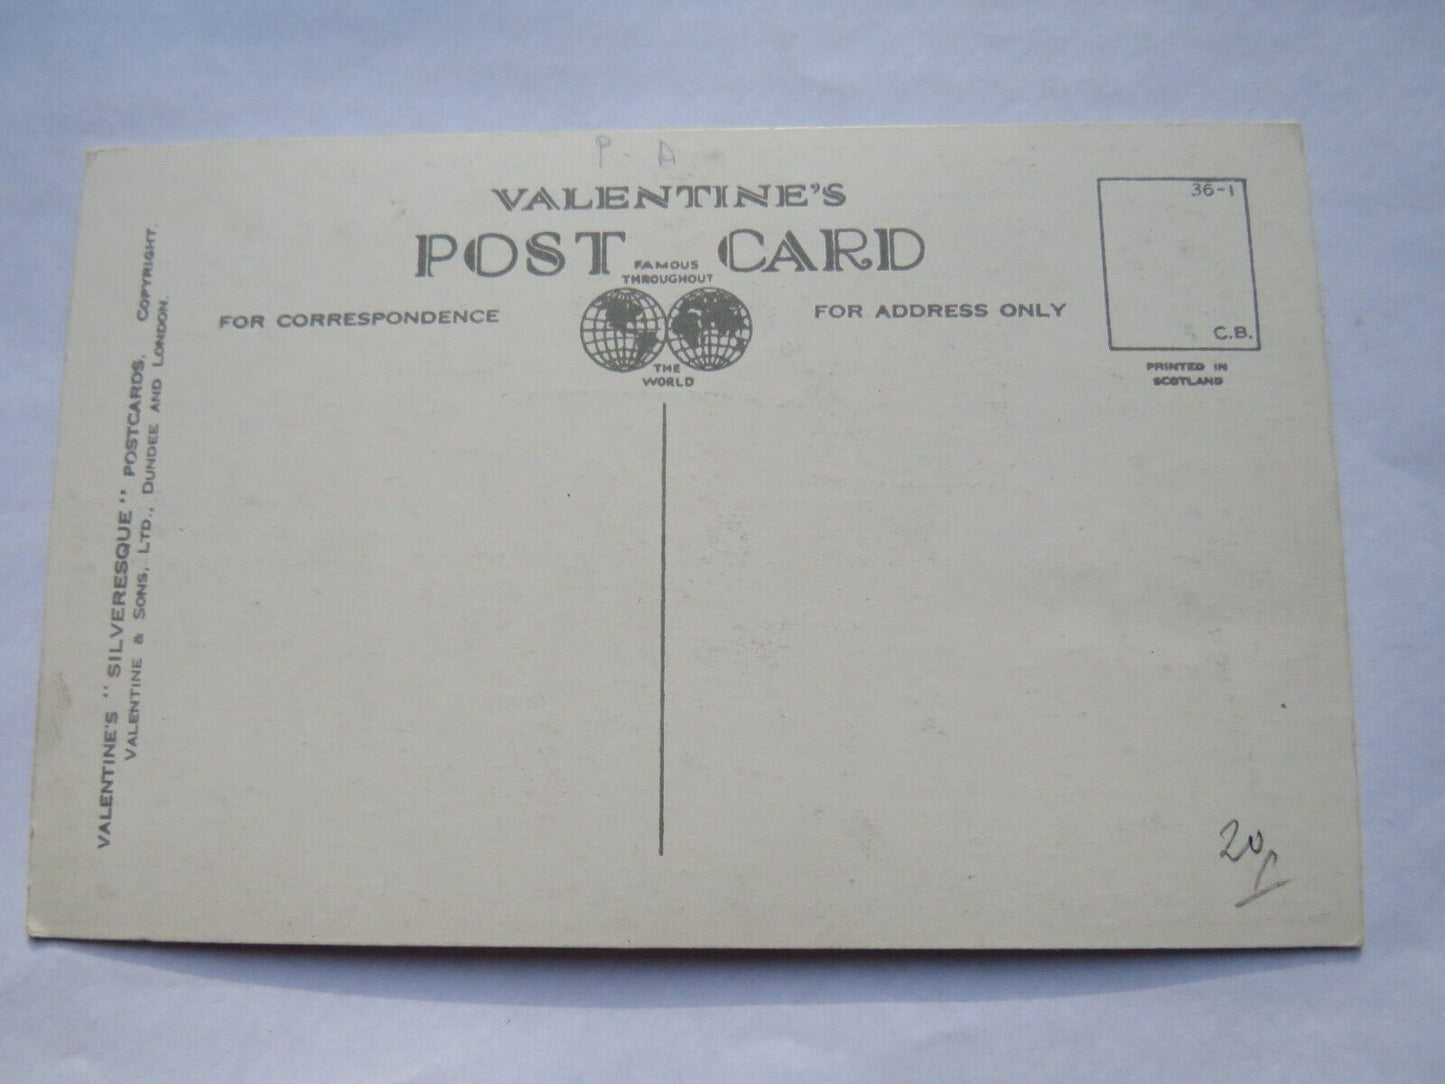 P. A
VALENTINE'S
POST CARD
FAMOUS
THROUGHOUT
THE
WORLD
FOR CORRESPONDENCE
FOR ADDRESS ONLY
36-1
C.B.
PRINTED IN
SCOTLAND
VALENTINE'S "SILVERESQUE" POSTCARDS. COPYRIGHT.
VALENTINE & SONS, LTD., DUNDEE AND LONDON.
20